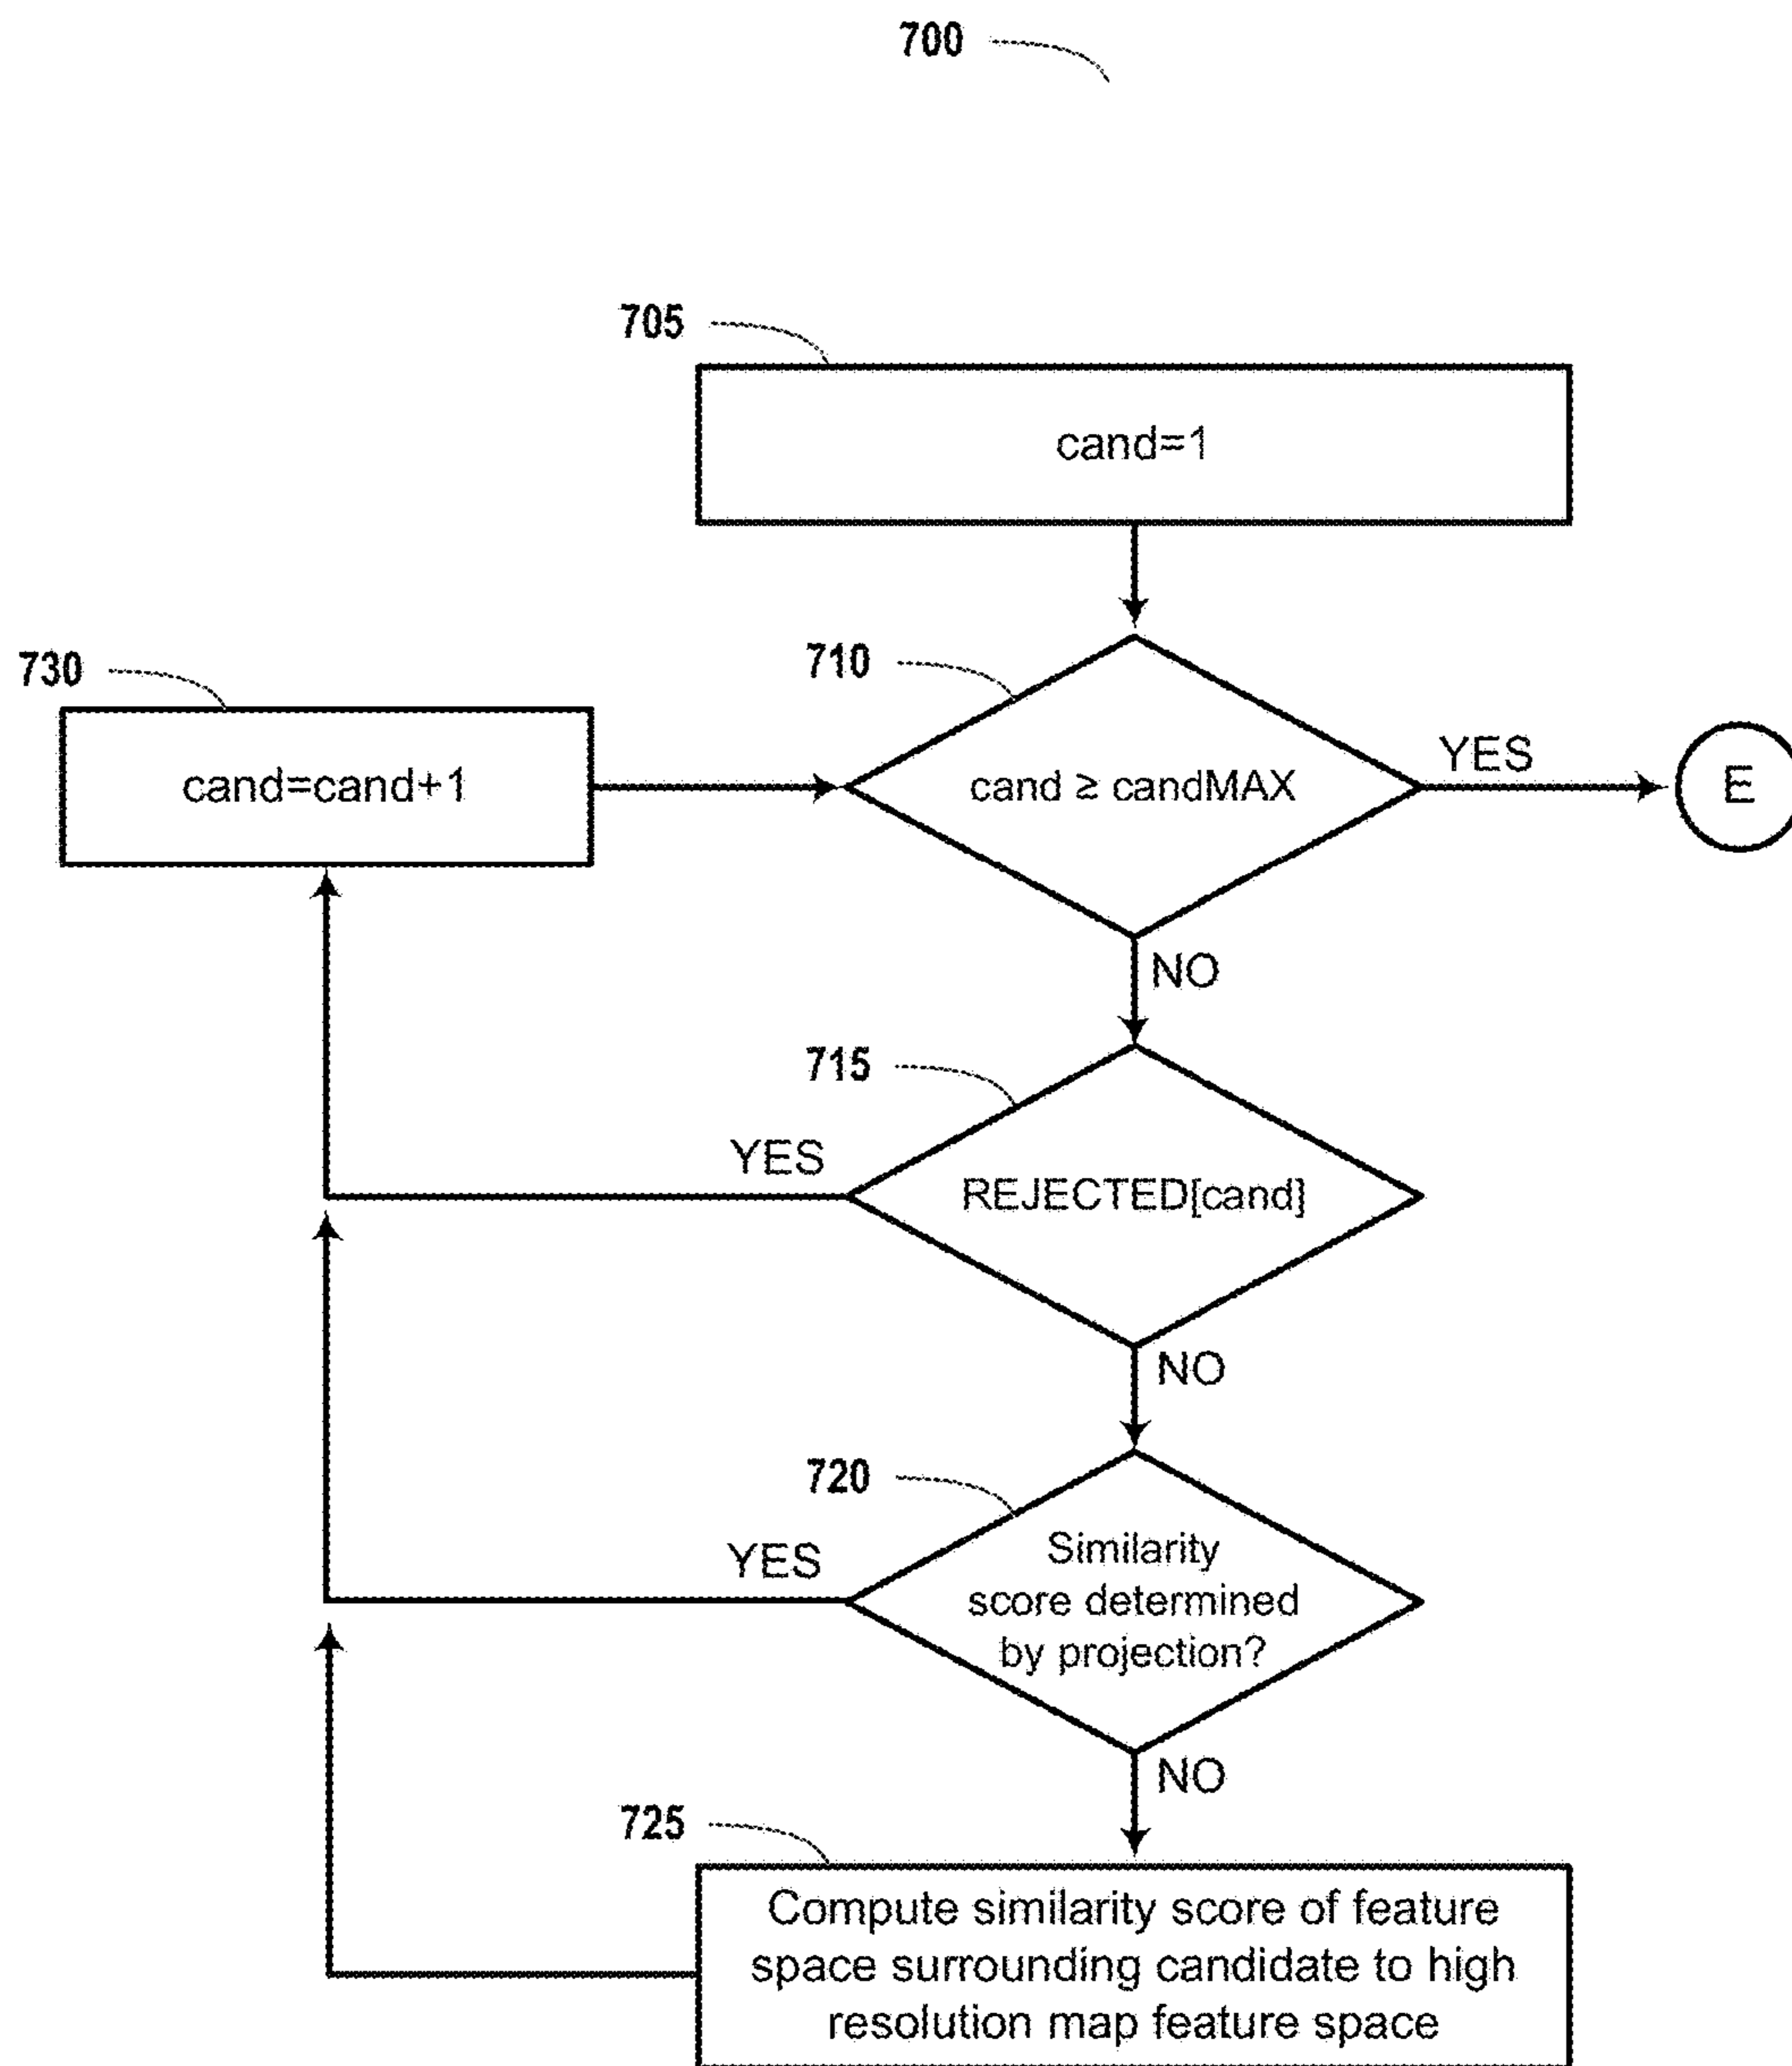 700
705
cand=1
730
710
cand=cand+1
cand ≥ candMAX
YES
E
NO
715
YES
REJECTED[cand]
NO
720
YES
Similarity
score determined
by projection?
NO
725
Compute similarity score of feature
space surrounding candidate to high
resolution map feature space